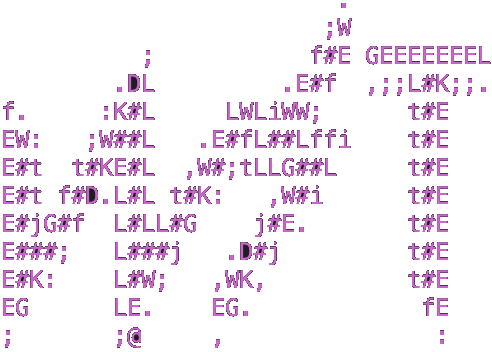 .
                       ;W
          ;           f#E GEEEEEEEL
        .DL         .E#f  ,;;L#K;;.
f.     :K#L     LWLiWW;      t#E
EW:   ;W##L   .E#fL##Lffi    t#E
E#t  t#KE#L  ,W#;tLLG##L     t#E
E#t f#D.L#L t#K:   ,W#i      t#E
E#jG#f  L#LL#G    j#E.       t#E
E###;   L###j   .D#j         t#E
E#K:    L#W;   ,WK,          t#E
EG      LE.    EG.            fE
;       ;@     ,               :